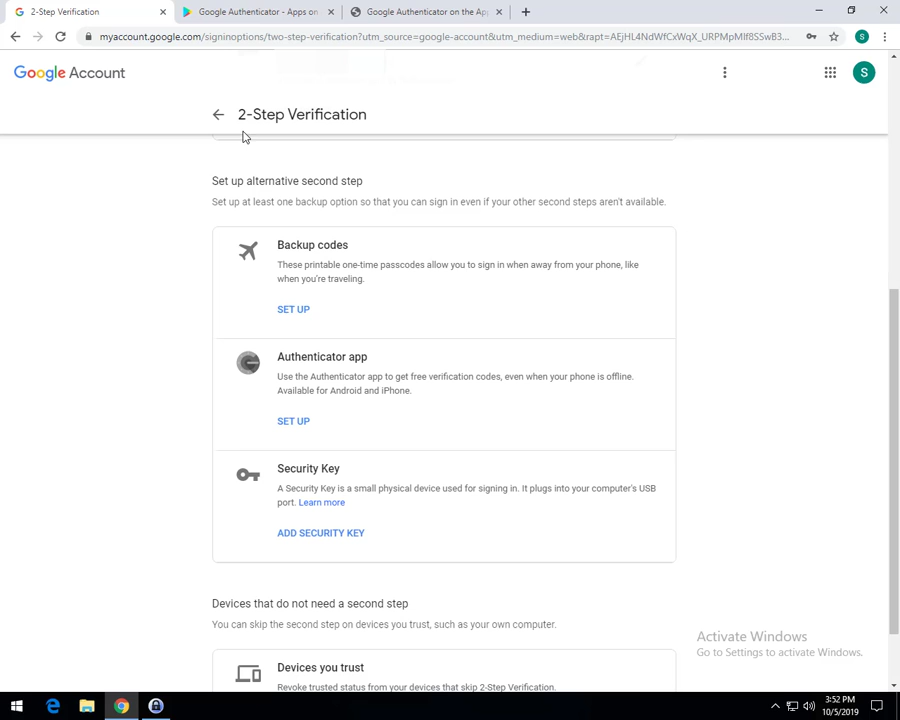 2-Step Verification
Google Authenticator - Apps on
Google Authenticator on the App
myaccount.google.com/signinoptions/two-step-verification?utm_source=google-account&utm_medium=web&rapt=AEjHL4NdWfCxWqX_URPMpMIf8SSwB3...
S
Google Account
S
2-Step Verification
Set up alternative second step
Set up at least one backup option so that you can sign in even if your other second steps aren't available.
Backup codes
These printable one-time passcodes allow you to sign in when away from your phone, like
when you're traveling.
SET UP
Authenticator app
Use the Authenticator app to get free verification codes, even when your phone is offline.
Available for Android and iPhone.
SET UP
Security Key
A Security Key is a small physical device used for signing in. It plugs into your computer's USB
port. Learn more
ADD SECURITY KEY
Devices that do not need a second step
You can skip the second step on devices you trust, such as your own computer.
Activate Windows
Go to Settings to activate Windows.
Devices you trust
Revoke trusted status from your devices that skip 2-Step Verification.
3:52 PM
10/5/2019